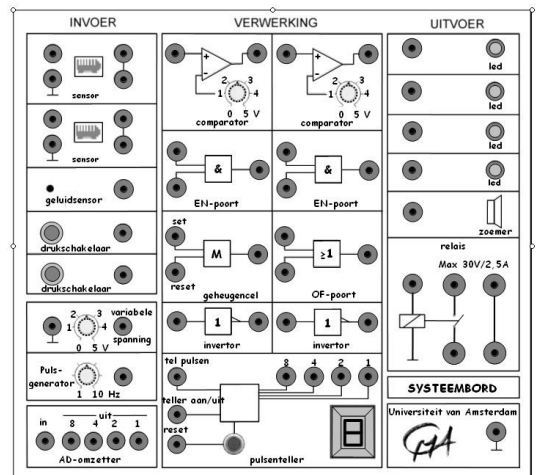 INVOER
sensor
sensor
geluidsensor
drukschakelaar
drukschakelaar
variabele
spanning
0 1 2 3 4 5 V
Puls-
generator
1 10 Hz
uit
in 8 4 2 1
AD-omzetter
VERWERKING
+
-
0 1 2 3 4 5 V
comparator
+
-
0 1 2 3 4 5 V
comparator
&
EN-poort
&
EN-poort
set
M
reset
geheugencel
≥1
OF-poort
1
invertor
1
invertor
tel pulsen
8 4 2 1
teller aan/uit
reset
8
pulsenteller
UITVOER
led
led
led
led
zoemer
relais
Max 30V/2,5A
SYSTEEMBORD
Universiteit van Amsterdam
CMA